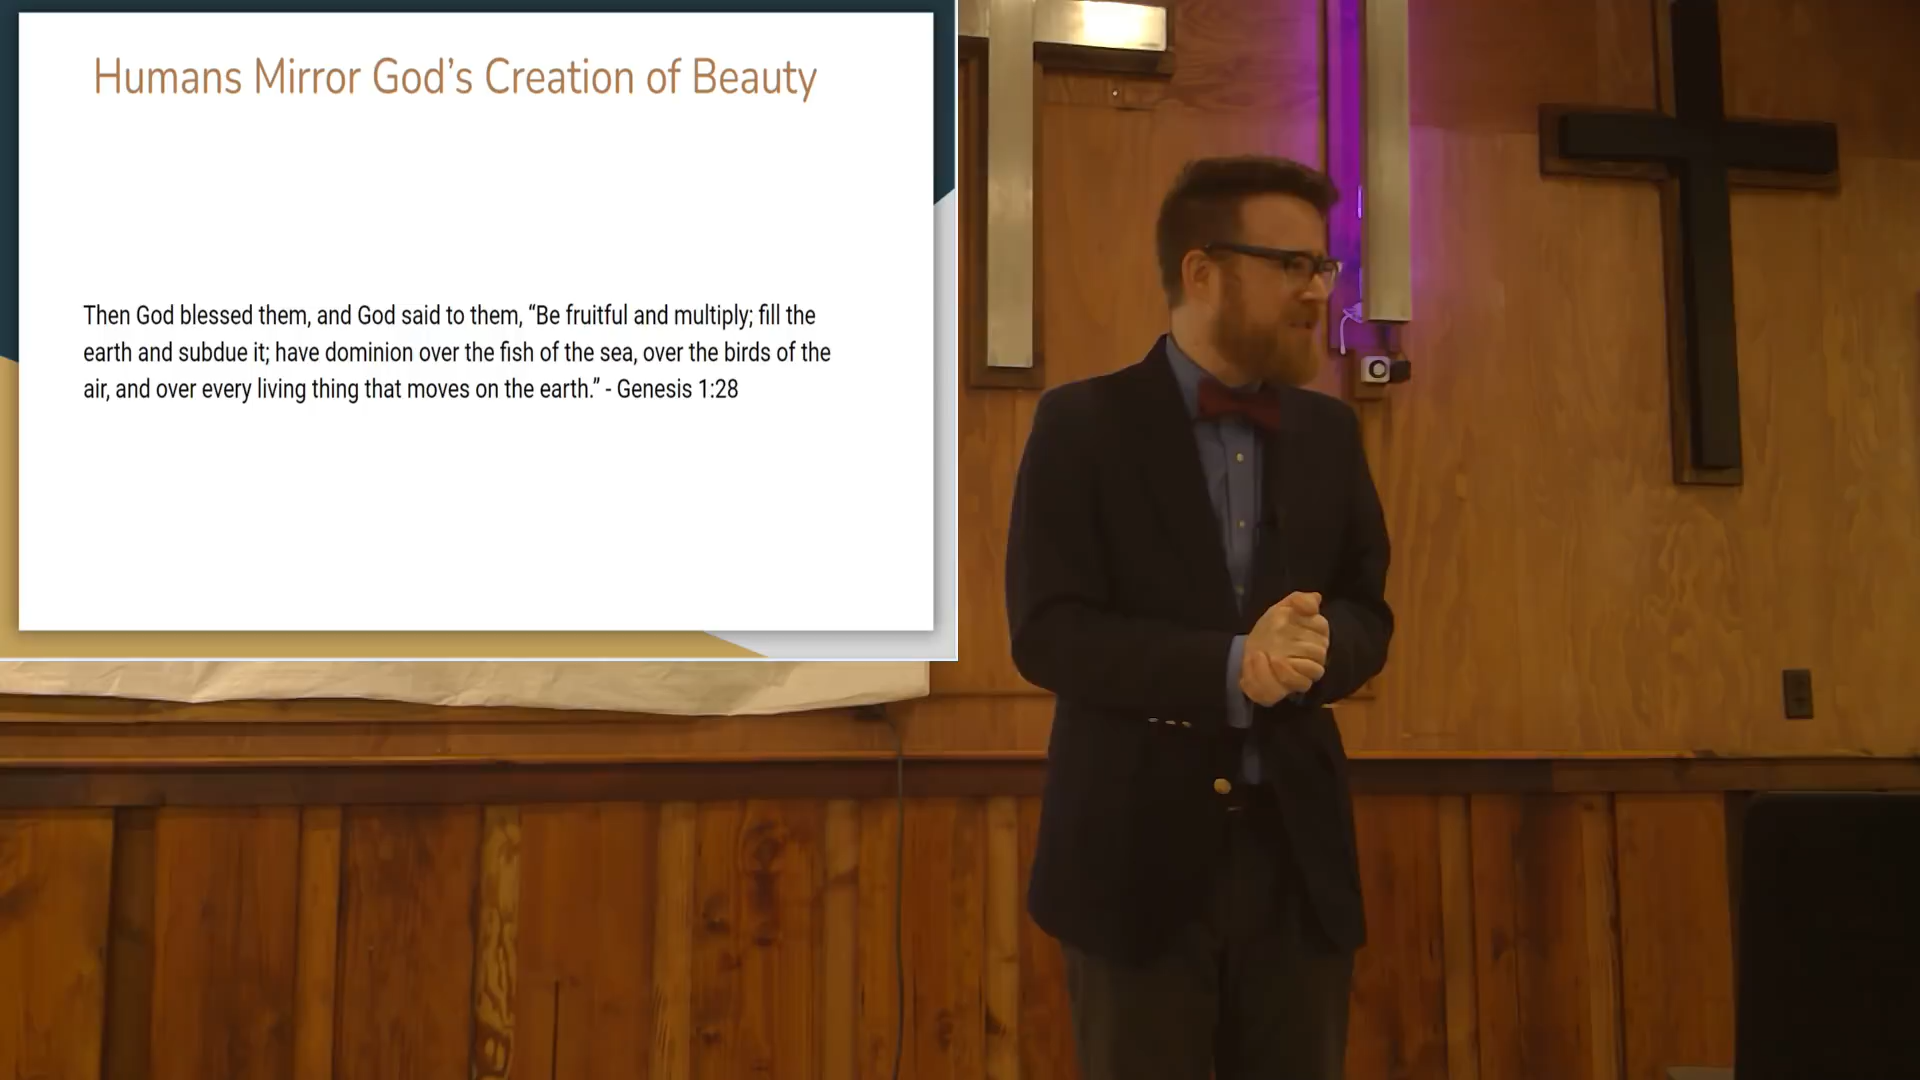 Humans Mirror God’s Creation of Beauty
Then God blessed them, and God said to them, “Be fruitful and multiply; fill the
earth and subdue it; have dominion over the fish of the sea, over the birds of the
air, and over every living thing that moves on the earth.” - Genesis 1:28